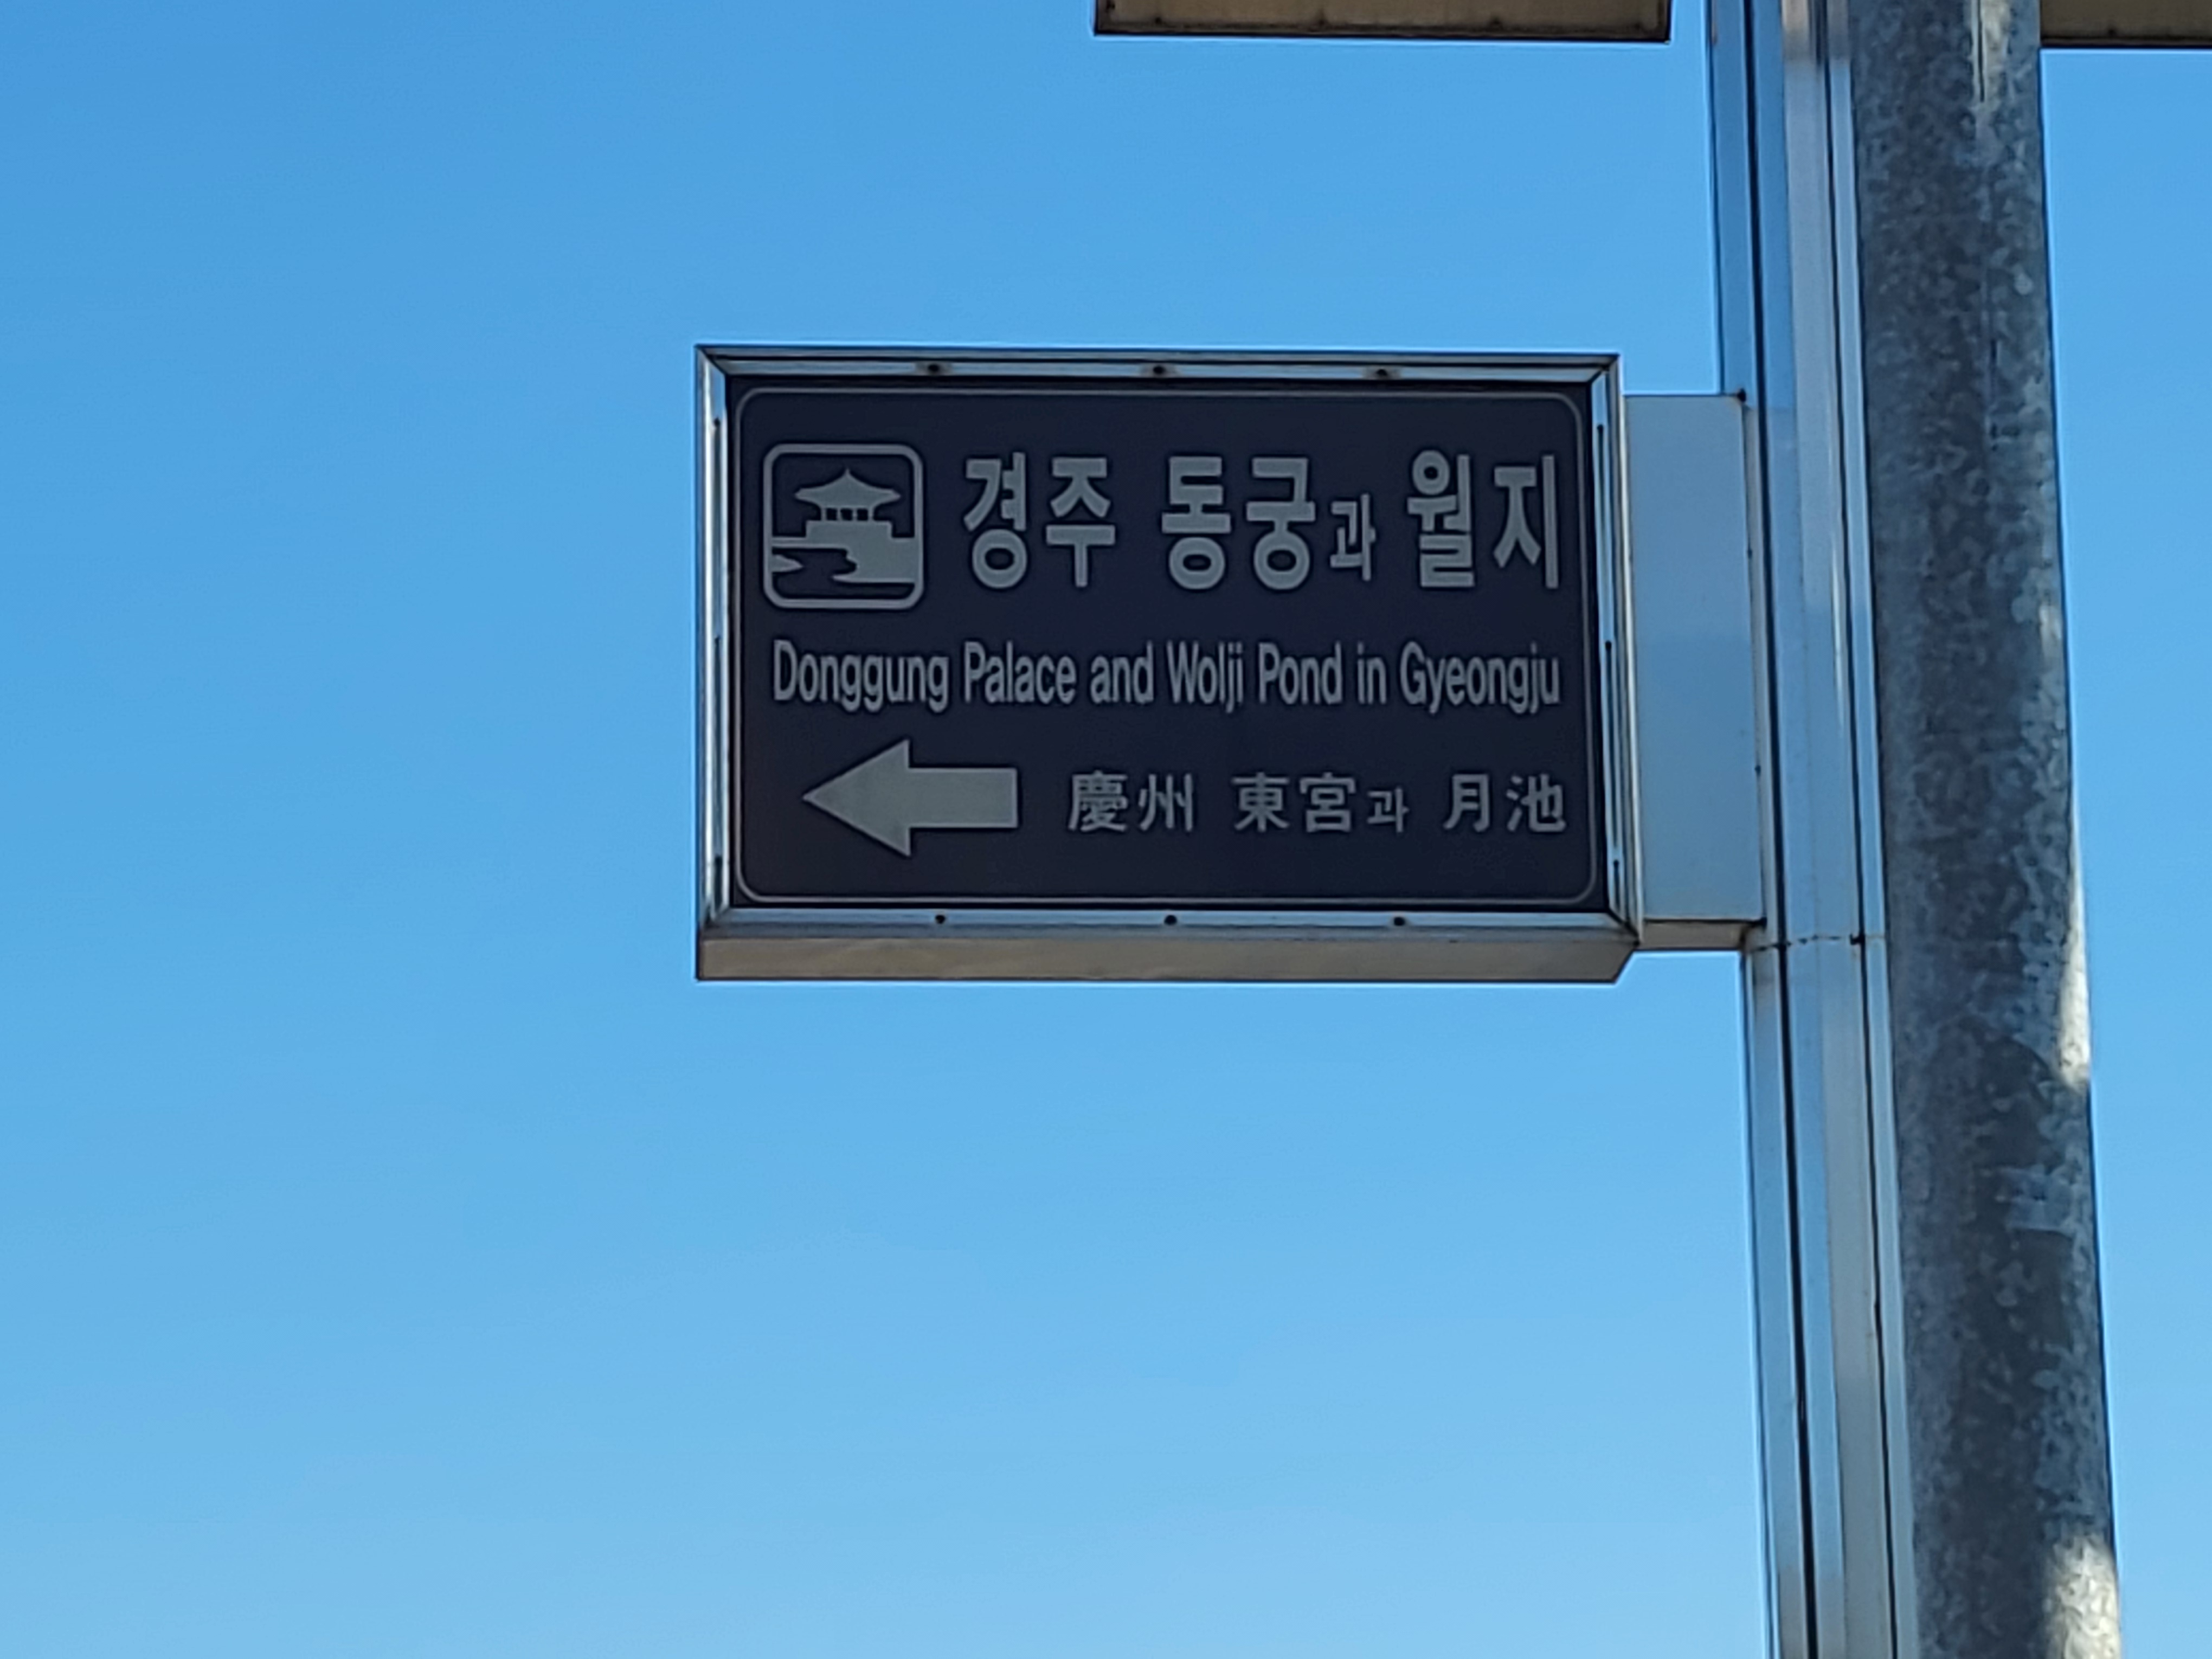 경주 동궁과 월지
Donggung Palace and Wolji Pond in Gyeongju
慶州 東宮과 月池